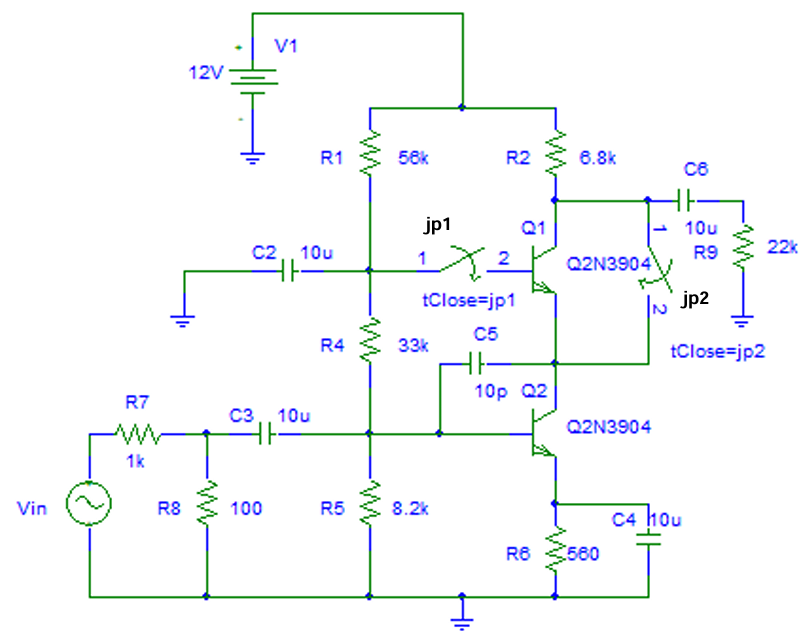 +
V1
12V
-
R1
56k
R2
6.8k
C6
10u
R9
22k
jp1
Q1
C2
10u
1
2
Q2N3904
1
jp2
2
tClose=jp1
tClose=jp2
R4
33k
C5
10p
Q2
Q2N3904
R7
1k
C3
10u
Vin
R8
100
R5
8.2k
R6
560
C4
10u